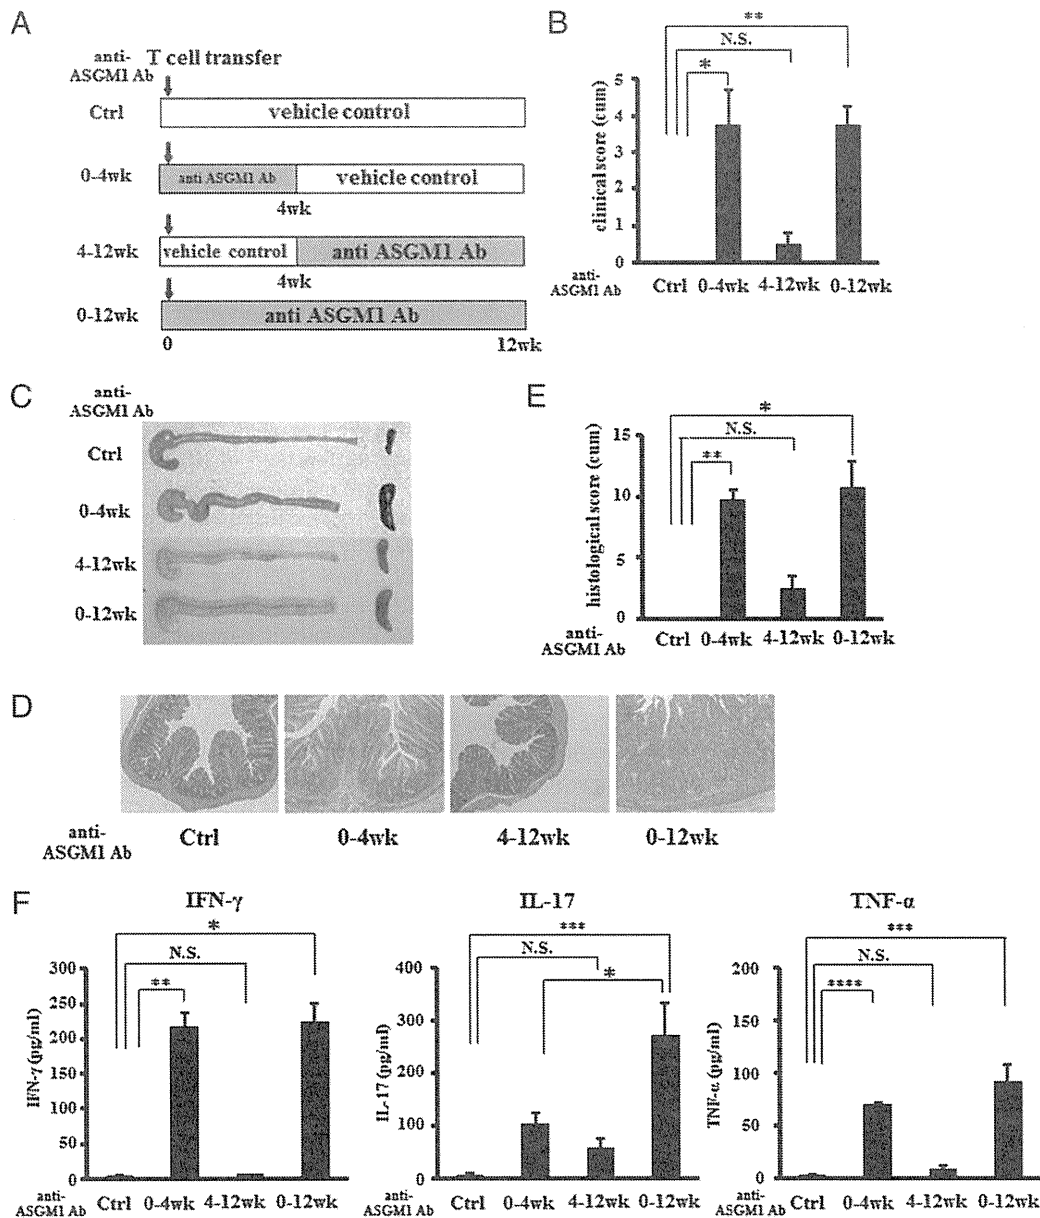 A
anti-
ASGM1 Ab
T cell transfer
Ctrl
vehicle control
0-4wk
anti ASGM1 Ab
vehicle control
4wk
4-12wk
vehicle control
anti ASGM1 Ab
4wk
0-12wk
anti ASGM1 Ab
0
12wk
B
**
N.S.
*
clinical score (cum)
5
4
3
2
1
0
anti-
ASGM1 Ab
Ctrl 0-4wk 4-12wk 0-12wk
C
anti-
ASGM1 Ab
Ctrl
0-4wk
4-12wk
0-12wk
E
*
N.S.
**
histological score (cum)
15
10
5
0
anti-
ASGM1 Ab
Ctrl 0-4wk 4-12wk 0-12wk
D
anti-
ASGM1 Ab
Ctrl 0-4wk 4-12wk 0-12wk
F
IFN-γ
*
N.S.
**
IFN-γ (pg/ml)
300
250
200
150
100
50
0
anti-
ASGM1 Ab
Ctrl 0-4wk 4-12wk 0-12wk
IL-17
***
N.S.
*
IL-17 (pg/ml)
400
300
200
100
0
anti-
ASGM1 Ab
Ctrl 0-4wk 4-12wk 0-12wk
TNF-α
***
N.S.
****
TNF-α (pg/ml)
200
150
100
50
0
anti-
ASGM1 Ab
Ctrl 0-4wk 4-12wk 0-12wk